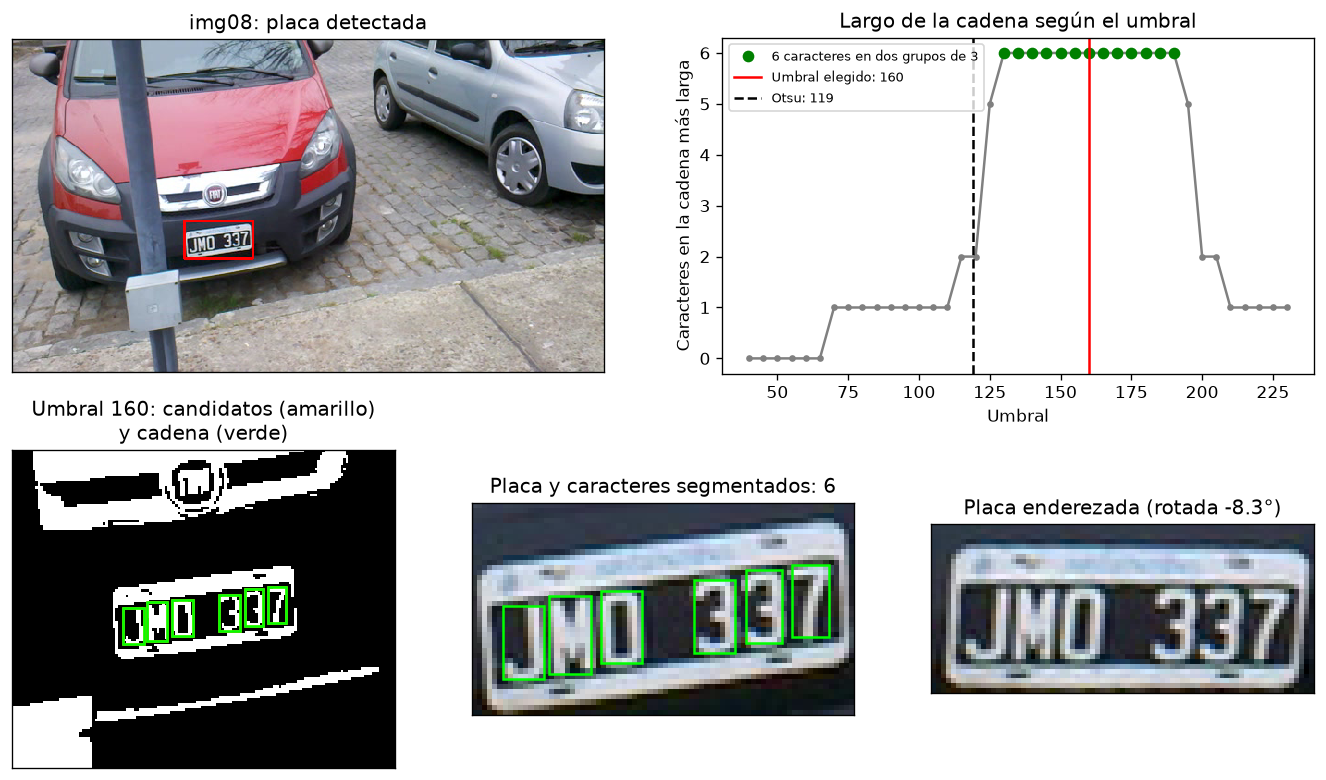 img08: placa detectada
FIAT
JMO 337
Largo de la cadena según el umbral
Caracteres en la cadena más larga
6
5
4
3
2
1
0
6 caracteres en dos grupos de 3
Umbral elegido: 160
Otsu: 119
50 75 100 125 150 175 200 225
Umbral
Umbral 160: candidatos (amarillo)
y cadena (verde)
JMO 337
Placa y caracteres segmentados: 6
JMO 337
Placa enderezada (rotada -8.3°)
JMO 337